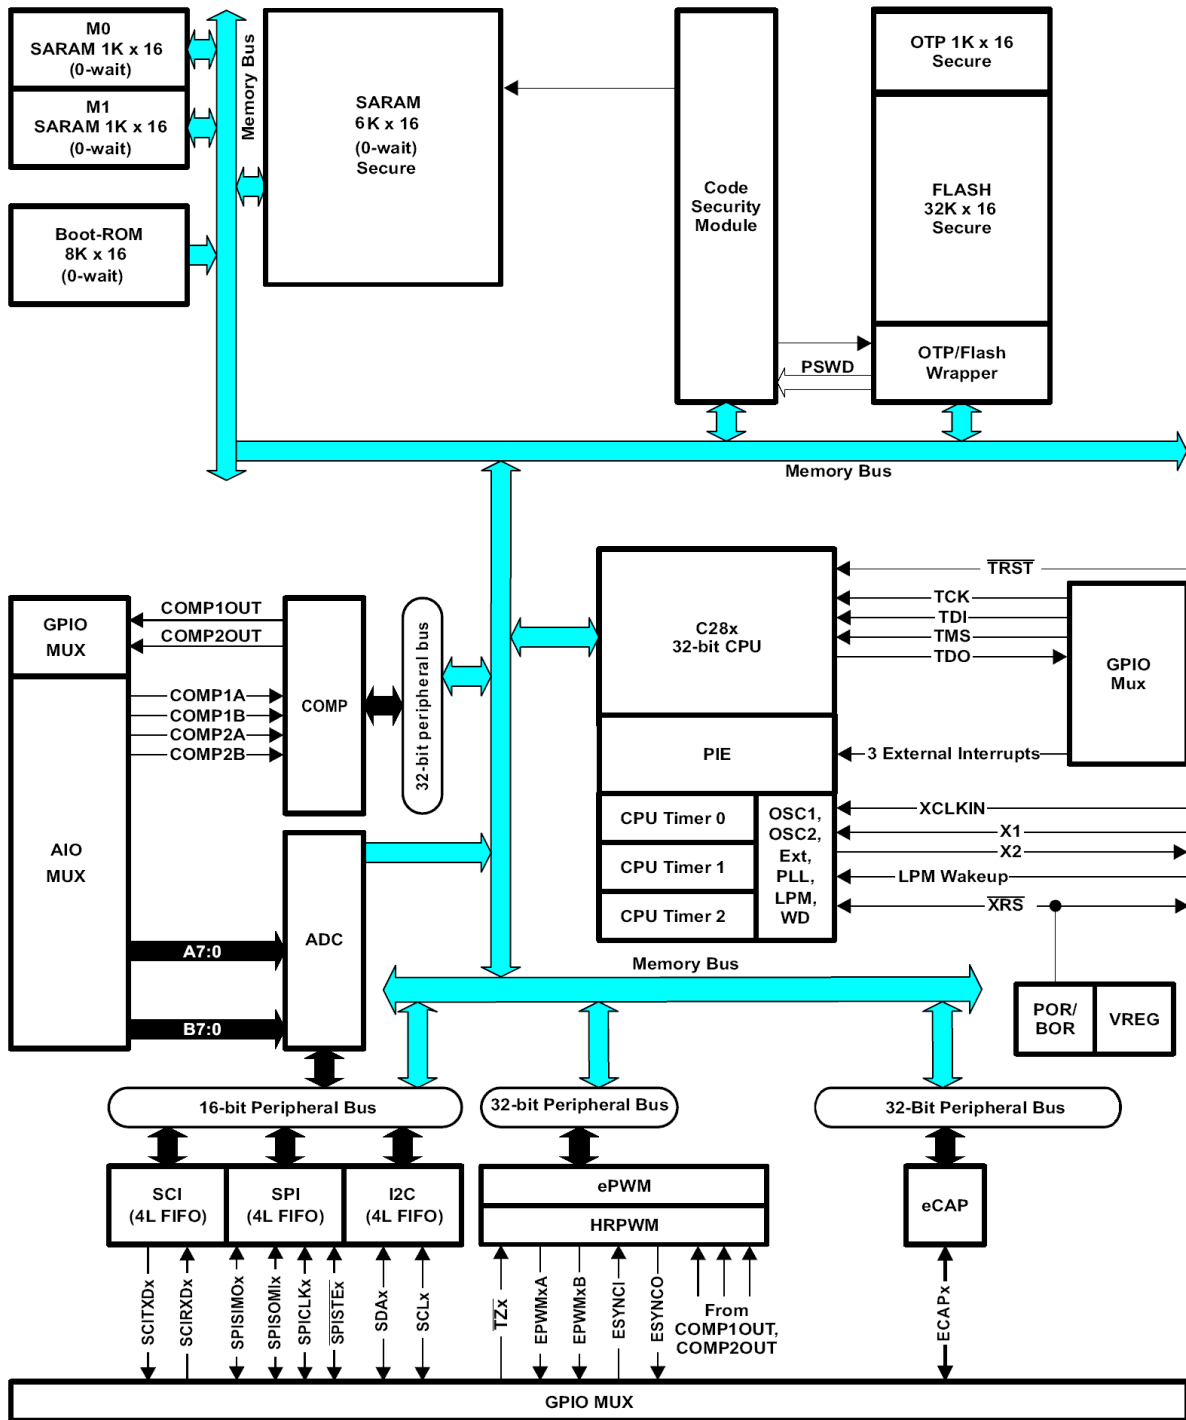 M0
SARAM 1K x 16
(0-wait)
M1
SARAM 1K x 16
(0-wait)
Boot-ROM
8K x 16
(0-wait)
Memory Bus
SARAM
6K x 16
(0-wait)
Secure
Code
Security
Module
OTP 1K x 16
Secure
FLASH
32K x 16
Secure
OTP/Flash
Wrapper
PSWD
Memory Bus
GPIO
MUX
COMP1OUT
COMP2OUT
COMP1A
COMP1B
COMP2A
COMP2B
COMP
32-bit peripheral bus
AIO
MUX
A7:0
B7:0
ADC
C28x
32-bit CPU
PIE
CPU Timer 0
CPU Timer 1
CPU Timer 2
OSC1,
OSC2,
Ext,
PLL,
LPM,
WD
TRST
TCK
TDI
TMS
TDO
GPIO
Mux
3 External Interrupts
XCLKIN
X1
X2
LPM Wakeup
XRS
POR/
BOR
VREG
Memory Bus
16-bit Peripheral Bus
32-bit Peripheral Bus
32-Bit Peripheral Bus
SCI
(4L FIFO)
SPI
(4L FIFO)
I2C
(4L FIFO)
ePWM
HRPWM
eCAP
SCITXDx
SCIRXDx
SPISIMOx
SPISOMIx
SPICLKx
SPISTEx
SDAx
SCLx
TZx
EPWMxA
EPWMxB
ESYNCI
ESYNCO
From
COMP1OUT,
COMP2OUT
ECAPx
GPIO MUX